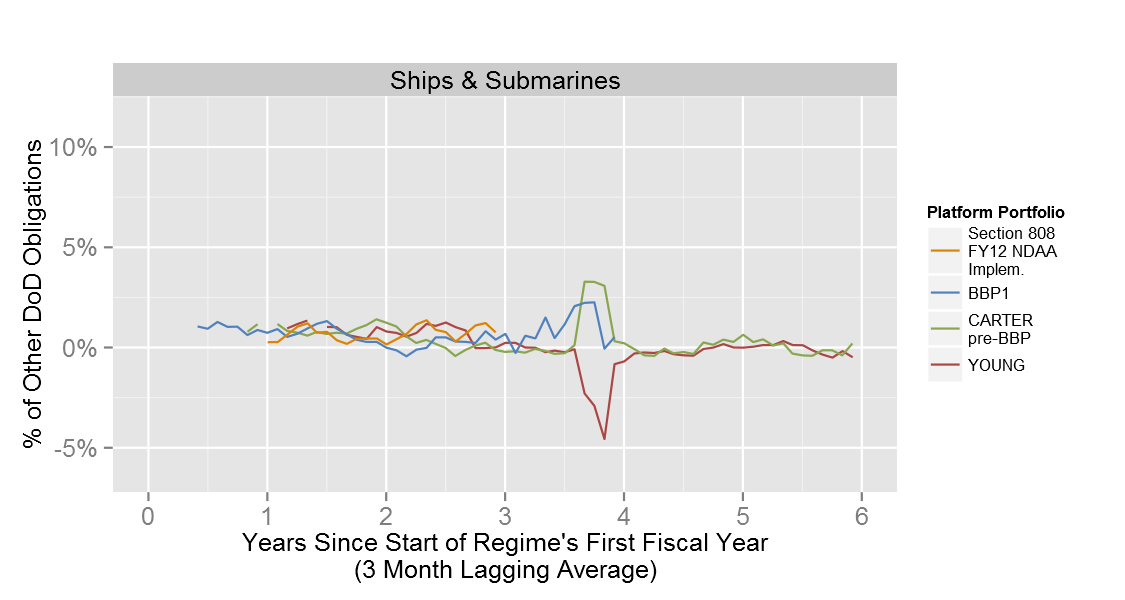 Ships & Submarines
10%
5%
0%
-5%
% of Other DoD Obligations
0 1 2 3 4 5 6
Years Since Start of Regime's First Fiscal Year
(3 Month Lagging Average)
Platform Portfolio
Section 808
FY12 NDAA
Implem.
BBP1
CARTER
pre-BBP
YOUNG